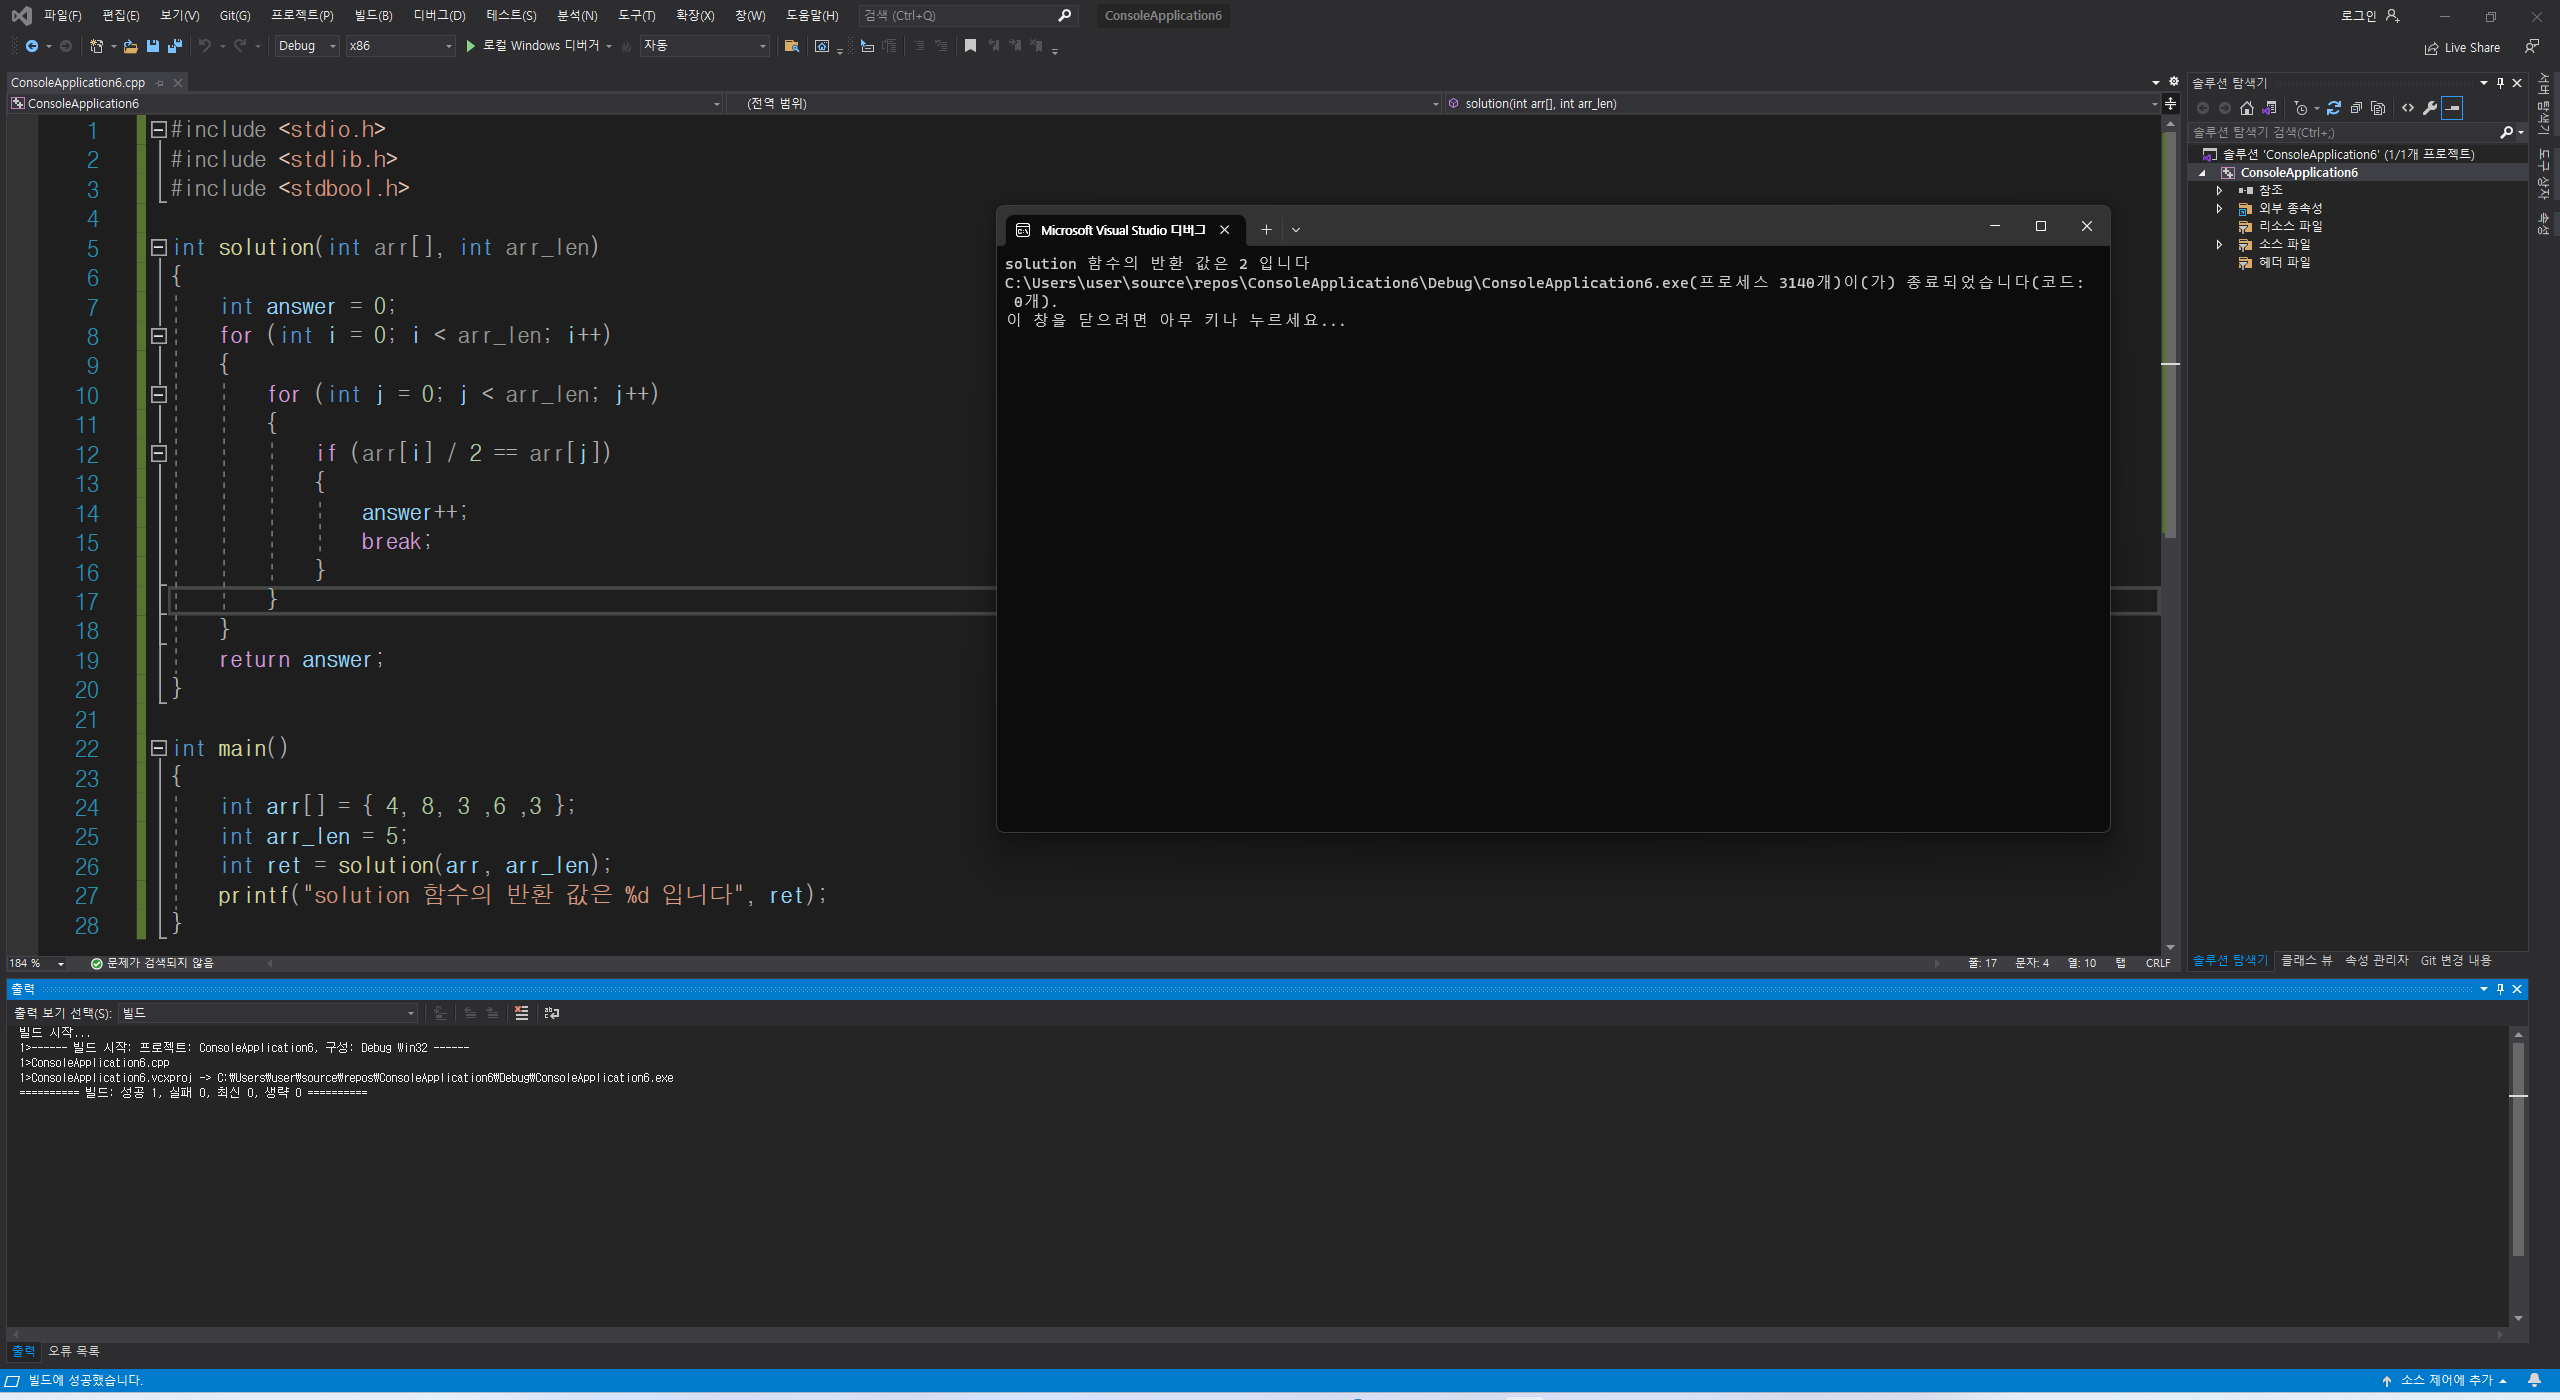 파일(F) 편집(E) 보기(V) Git(G) 프로젝트(P) 빌드(B) 디버그(D) 테스트(S) 분석(N) 도구(T) 확장(X) 창(W) 도움말(H) 검색 (Ctrl+Q) ConsoleApplication6 로그인
Debug x86 로컬 Windows 디버거 자동 Live Share
ConsoleApplication6.cpp
ConsoleApplication6 (전역 범위) solution(int arr[], int arr_len)
1 #include <stdio.h>
2 #include <stdlib.h>
3 #include <stdbool.h>
4
5 int solution(int arr[], int arr_len)
6 {
7 int answer = 0;
8 for (int i = 0; i < arr_len; i++)
9 {
10 for (int j = 0; j < arr_len; j++)
11 {
12 if (arr[i] / 2 == arr[j])
13 {
14 answer++;
15 break;
16 }
17 }
18 }
19 return answer;
20 }
21
22 int main()
23 {
24 int arr[] = { 4, 8, 3 ,6 ,3 };
25 int arr_len = 5;
26 int ret = solution(arr, arr_len);
27 printf("solution 함수의 반환 값은 %d 입니다", ret);
28 }
184 % 문제가 검색되지 않음 줄: 17 문자: 4 열: 10 탭 CRLF
Microsoft Visual Studio 디버그
solution 함수의 반환 값은 2 입니다
C:\Users\user\source\repos\ConsoleApplication6\Debug\ConsoleApplication6.exe(프로세스 3140개)이(가) 종료되었습니다(코드:
0개).
이 창을 닫으려면 아무 키나 누르세요...
솔루션 탐색기
솔루션 탐색기 검색(Ctrl+;)
솔루션 'ConsoleApplication6' (1/1개 프로젝트)
ConsoleApplication6
참조
외부 종속성
리소스 파일
소스 파일
헤더 파일
솔루션 탐색기 클래스 뷰 속성 관리자 Git 변경 내용
서버 탐색기
도구 상자
속성
출력
출력 보기 선택(S): 빌드
빌드 시작...
1>------ 빌드 시작: 프로젝트: ConsoleApplication6, 구성: Debug Win32 ------
1>ConsoleApplication6.cpp
1>ConsoleApplication6.vcxproj -> C:₩Users₩user₩source₩repos₩ConsoleApplication6₩Debug₩ConsoleApplication6.exe
========== 빌드: 성공 1, 실패 0, 최신 0, 생략 0 ==========
출력 오류 목록
빌드에 성공했습니다. 소스 제어에 추가